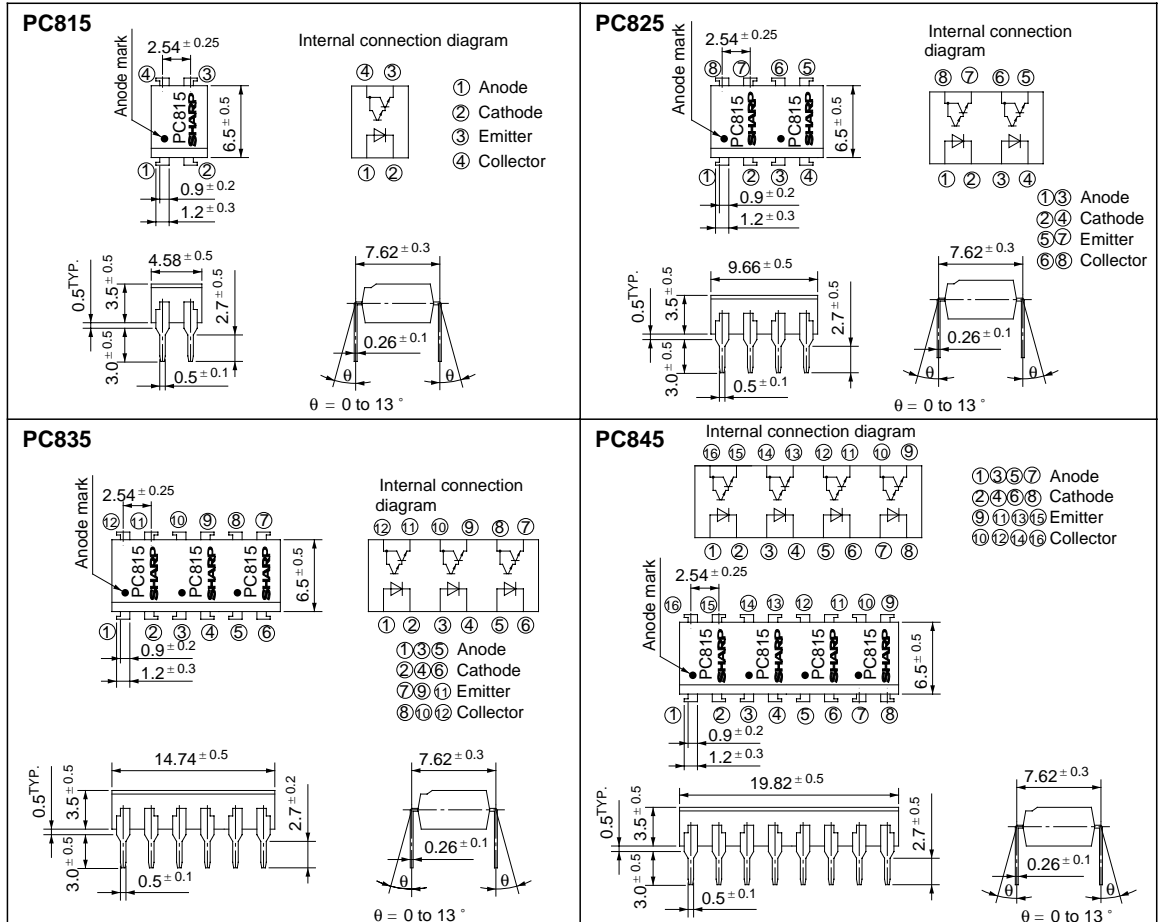 PC815
Anode mark
2.54 ± 0.25
④ ③
PC815
SHARP
6.5 ± 0.5
① ②
0.9 ± 0.2
1.2 ± 0.3
Internal connection diagram
④ ③
① ②
① Anode
② Cathode
③ Emitter
④ Collector
4.58 ± 0.5
0.5 TYP.
3.5 ± 0.5
2.7 ± 0.5
3.0 ± 0.5
0.5 ± 0.1
7.62 ± 0.3
0.26 ± 0.1
θ θ
θ = 0 to 13 °
PC825
Anode mark
2.54 ± 0.25
⑧ ⑦ ⑥ ⑤
PC815
SHARP
PC815
SHARP
6.5 ± 0.5
① ② ③ ④
0.9 ± 0.2
1.2 ± 0.3
Internal connection
diagram
⑧ ⑦ ⑥ ⑤
① ② ③ ④
①③ Anode
②④ Cathode
⑤⑦ Emitter
⑥⑧ Collector
9.66 ± 0.5
0.5 TYP.
3.5 ± 0.5
2.7 ± 0.5
3.0 ± 0.5
0.5 ± 0.1
7.62 ± 0.3
0.26 ± 0.1
θ θ
θ = 0 to 13 °
PC835
Anode mark
2.54 ± 0.25
⑫ ⑪ ⑩ ⑨ ⑧ ⑦
PC815
SHARP
PC815
SHARP
PC815
SHARP
6.5 ± 0.5
① ② ③ ④ ⑤ ⑥
0.9 ± 0.2
1.2 ± 0.3
Internal connection
diagram
⑫ ⑪ ⑩ ⑨ ⑧ ⑦
① ② ③ ④ ⑤ ⑥
①③⑤ Anode
②④⑥ Cathode
⑦⑨⑪ Emitter
⑧⑩⑫ Collector
14.74 ± 0.5
0.5 TYP.
3.5 ± 0.5
2.7 ± 0.2
3.0 ± 0.5
0.5 ± 0.1
7.62 ± 0.3
0.26 ± 0.1
θ θ
θ = 0 to 13 °
PC845
Internal connection diagram
⑯ ⑮ ⑭ ⑬ ⑫ ⑪ ⑩ ⑨
① ② ③ ④ ⑤ ⑥ ⑦ ⑧
①③⑤⑦ Anode
②④⑥⑧ Cathode
⑨⑪⑬⑮ Emitter
⑩⑫⑭⑯ Collector
Anode mark
2.54 ± 0.25
⑯ ⑮ ⑭ ⑬ ⑫ ⑪ ⑩ ⑨
PC815
SHARP
PC815
SHARP
PC815
SHARP
PC815
SHARP
6.5 ± 0.5
① ② ③ ④ ⑤ ⑥ ⑦ ⑧
0.9 ± 0.2
1.2 ± 0.3
19.82 ± 0.5
0.5 TYP.
3.5 ± 0.5
2.7 ± 0.5
3.0 ± 0.5
0.5 ± 0.1
7.62 ± 0.3
0.26 ± 0.1
θ θ
θ = 0 to 13 °